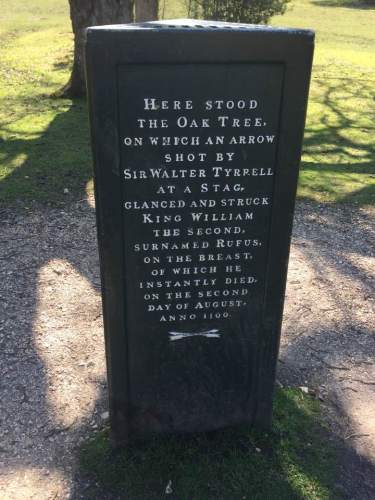 Here stood
the Oak Tree,
on which an arrow
shot by
Sir Walter Tyrrell
at a Stag,
glanced and struck
King William
the second,
surnamed Rufus,
on the breast,
of which he
instantly died,
on the second
day of August,
anno 1100.